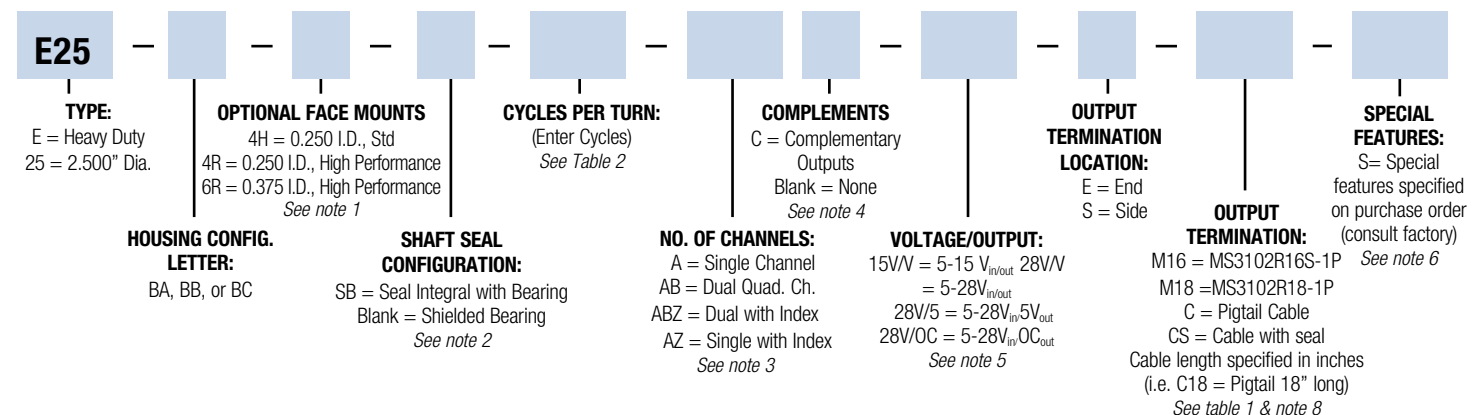 E25
TYPE:
E = Heavy Duty
25 = 2.500” Dia.
HOUSING CONFIG.
LETTER:
BA, BB, or BC
OPTIONAL FACE MOUNTS
4H = 0.250 I.D., Std
4R = 0.250 I.D., High Performance
6R = 0.375 I.D., High Performance
See note 1
SHAFT SEAL
CONFIGURATION:
SB = Seal Integral with Bearing
Blank = Shielded Bearing
See note 2
CYCLES PER TURN:
(Enter Cycles)
See Table 2
NO. OF CHANNELS:
A = Single Channel
AB = Dual Quad. Ch.
ABZ = Dual with Index
AZ = Single with Index
See note 3
COMPLEMENTS
C = Complementary
Outputs
Blank = None
See note 4
VOLTAGE/OUTPUT:
15V/V = 5-15 Vin/out 28V/V
= 5-28Vin/out
28V/5 = 5-28Vin/5Vout
28V/OC = 5-28Vin/OCout
See note 5
OUTPUT
TERMINATION
LOCATION:
E = End
S = Side
OUTPUT
TERMINATION:
M16 = MS3102R16S-1P
M18 =MS3102R18-1P
C = Pigtail Cable
CS = Cable with seal
Cable length specified in inches
(i.e. C18 = Pigtail 18” long)
See table 1 & note 8
SPECIAL
FEATURES:
S= Special
features specified
on purchase order
(consult factory)
See note 6